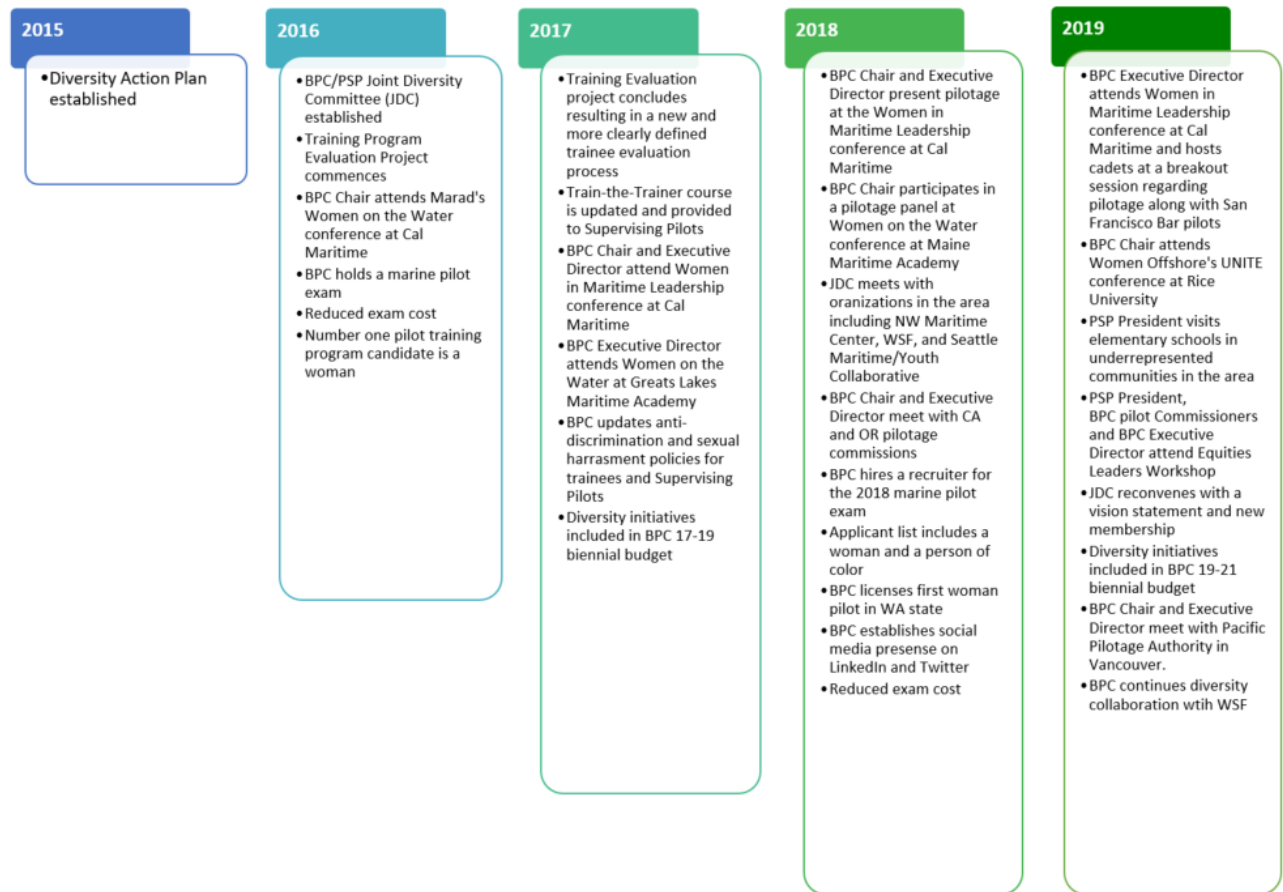 2015
•Diversity Action Plan
established
2016
•BPC/PSP Joint Diversity
Committee (JDC)
established
•Training Program
Evaluation Project
commences
•BPC Chair attends Marad's
Women on the Water
conference at Cal
Maritime
•BPC holds a marine pilot
exam
•Reduced exam cost
•Number one pilot training
program candidate is a
woman
2017
•Training Evaluation
project concludes
resulting in a new and
more clearly defined
trainee evaluation
process
•Train-the-Trainer course
is updated and provided
to Supervising Pilots
•BPC Chair and Executive
Director attend Women
in Maritime Leadership
conference at Cal
Maritime
•BPC Executive Director
attends Women on the
Water at Greats Lakes
Maritime Academy
•BPC updates anti-
discrimination and sexual
harrasment policies for
trainees and Supervising
Pilots
•Diversity initiatives
included in BPC 17-19
biennial budget
2018
•BPC Chair and Executive
Director present pilotage
at the Women in
Maritime Leadership
conference at Cal
Maritime
•BPC Chair participates in
a pilotage panel at
Women on the Water
conference at Maine
Maritime Academy
•JDC meets with
oranizations in the area
including NW Maritime
Center, WSF, and Seattle
Maritime/Youth
Collaborative
•BPC Chair and Executive
Director meet with CA
and OR pilotage
commissions
•BPC hires a recruiter for
the 2018 marine pilot
exam
•Applicant list includes a
woman and a person of
color
•BPC licenses first woman
pilot in WA state
•BPC establishes social
media presense on
LinkedIn and Twitter
•Reduced exam cost
2019
•BPC Executive Director
attends Women in
Maritime Leadership
conference at Cal
Maritime and hosts
cadets at a breakout
session regarding
pilotage along with San
Francisco Bar pilots
•BPC Chair attends
Women Offshore's UNITE
conference at Rice
University
•PSP President visits
elementary schools in
underrepresented
communities in the area
•PSP President,
BPC pilot Commissioners
and BPC Executive
Director attend Equities
Leaders Workshop
•JDC reconvenes with a
vision statement and new
membership
•Diversity initiatives
included in BPC 19-21
biennial budget
•BPC Chair and Executive
Director meet with Pacific
Pilotage Authority in
Vancouver.
•BPC continues diversity
collaboration wtih WSF